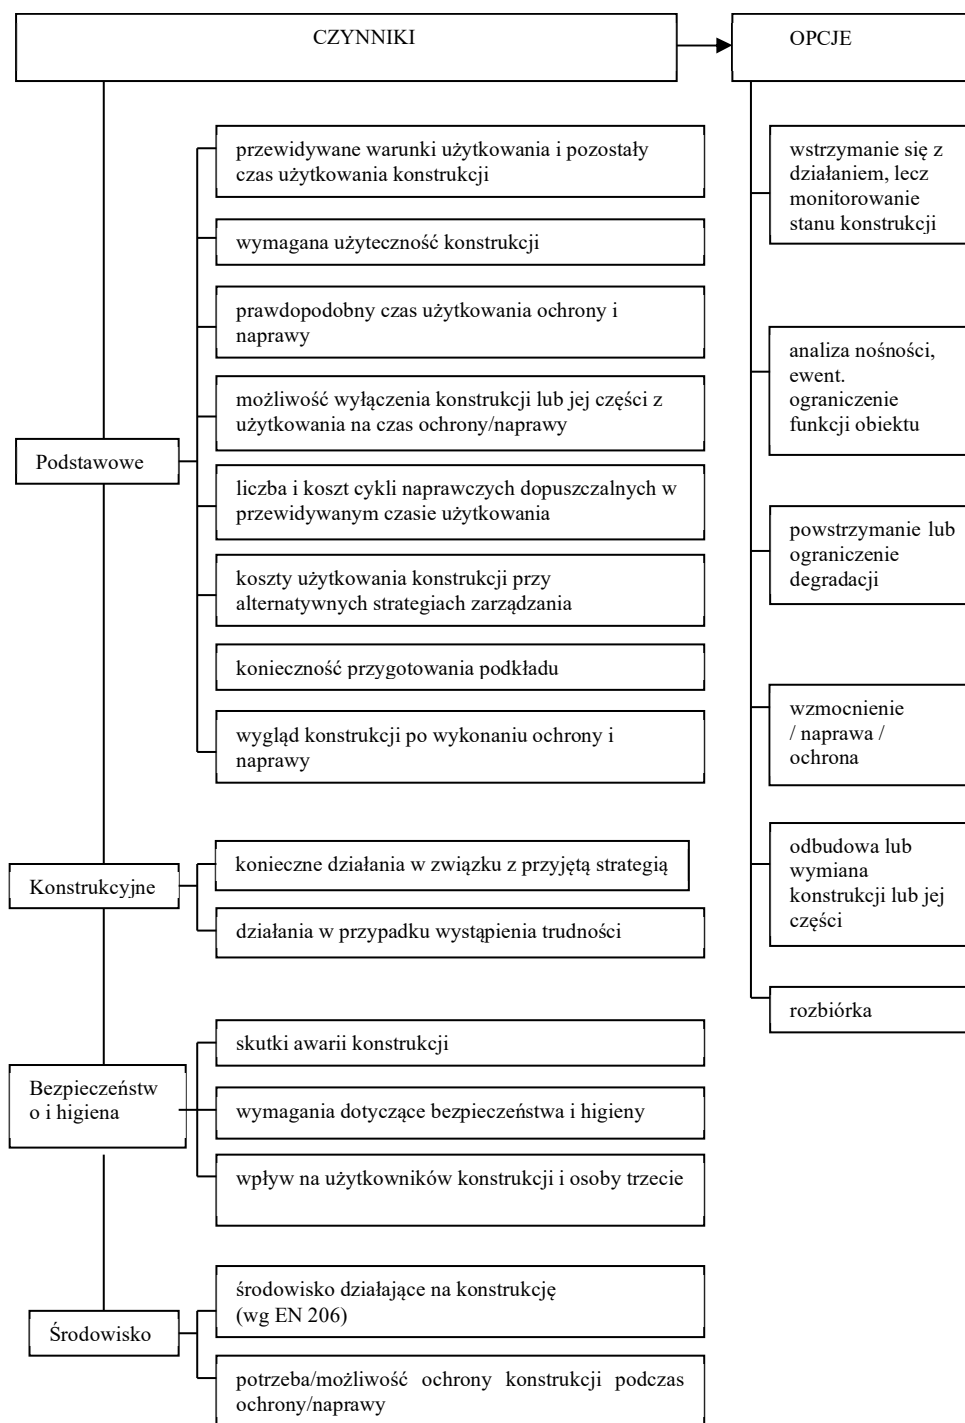 CZYNNIKI
OPCJE
Podstawowe
przewidywane warunki użytkowania i pozostały
czas użytkowania konstrukcji
wymagana użyteczność konstrukcji
prawdopodobny czas użytkowania ochrony i
naprawy
możliwość wyłączenia konstrukcji lub jej części z
użytkowania na czas ochrony/naprawy
liczba i koszt cykli naprawczych dopuszczalnych w
przewidywanym czasie użytkowania
koszty użytkowania konstrukcji przy
alternatywnych strategiach zarządzania
konieczność przygotowania podkładu
wygląd konstrukcji po wykonaniu ochrony i
naprawy
Konstrukcyjne
konieczne działania w związku z przyjętą strategią
działania w przypadku wystąpienia trudności
Bezpieczeństw
o i higiena
skutki awarii konstrukcji
wymagania dotyczące bezpieczeństwa i higieny
wpływ na użytkowników konstrukcji i osoby trzecie
Środowisko
środowisko działające na konstrukcję
(wg EN 206)
potrzeba/możliwość ochrony konstrukcji podczas
ochrony/naprawy
wstrzymanie się z
działaniem, lecz
monitorowanie
stanu konstrukcji
analiza nośności,
ewent.
ograniczenie
funkcji obiektu
powstrzymanie lub
ograniczenie
degradacji
wzmocnienie
/ naprawa /
ochrona
odbudowa lub
wymiana
konstrukcji lub jej
części
rozbiórka